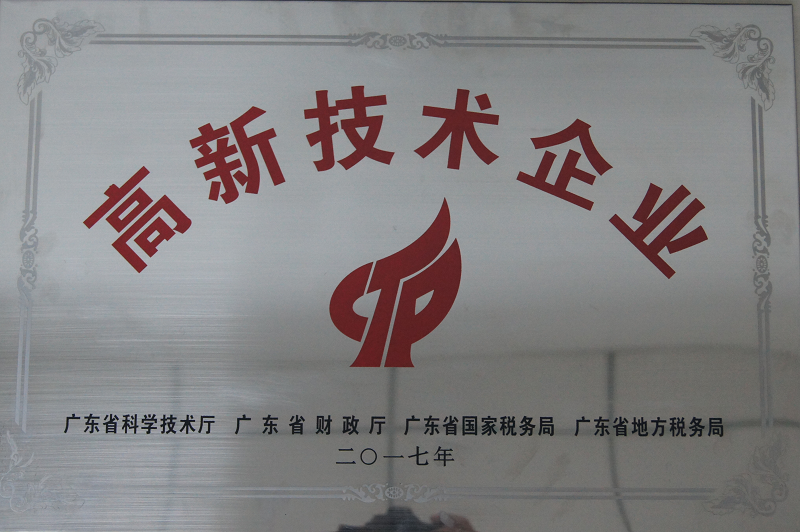 高新技术企业
广东省科学技术厅 广东省财政厅 广东省国家税务局 广东省地方税务局
二〇一七年